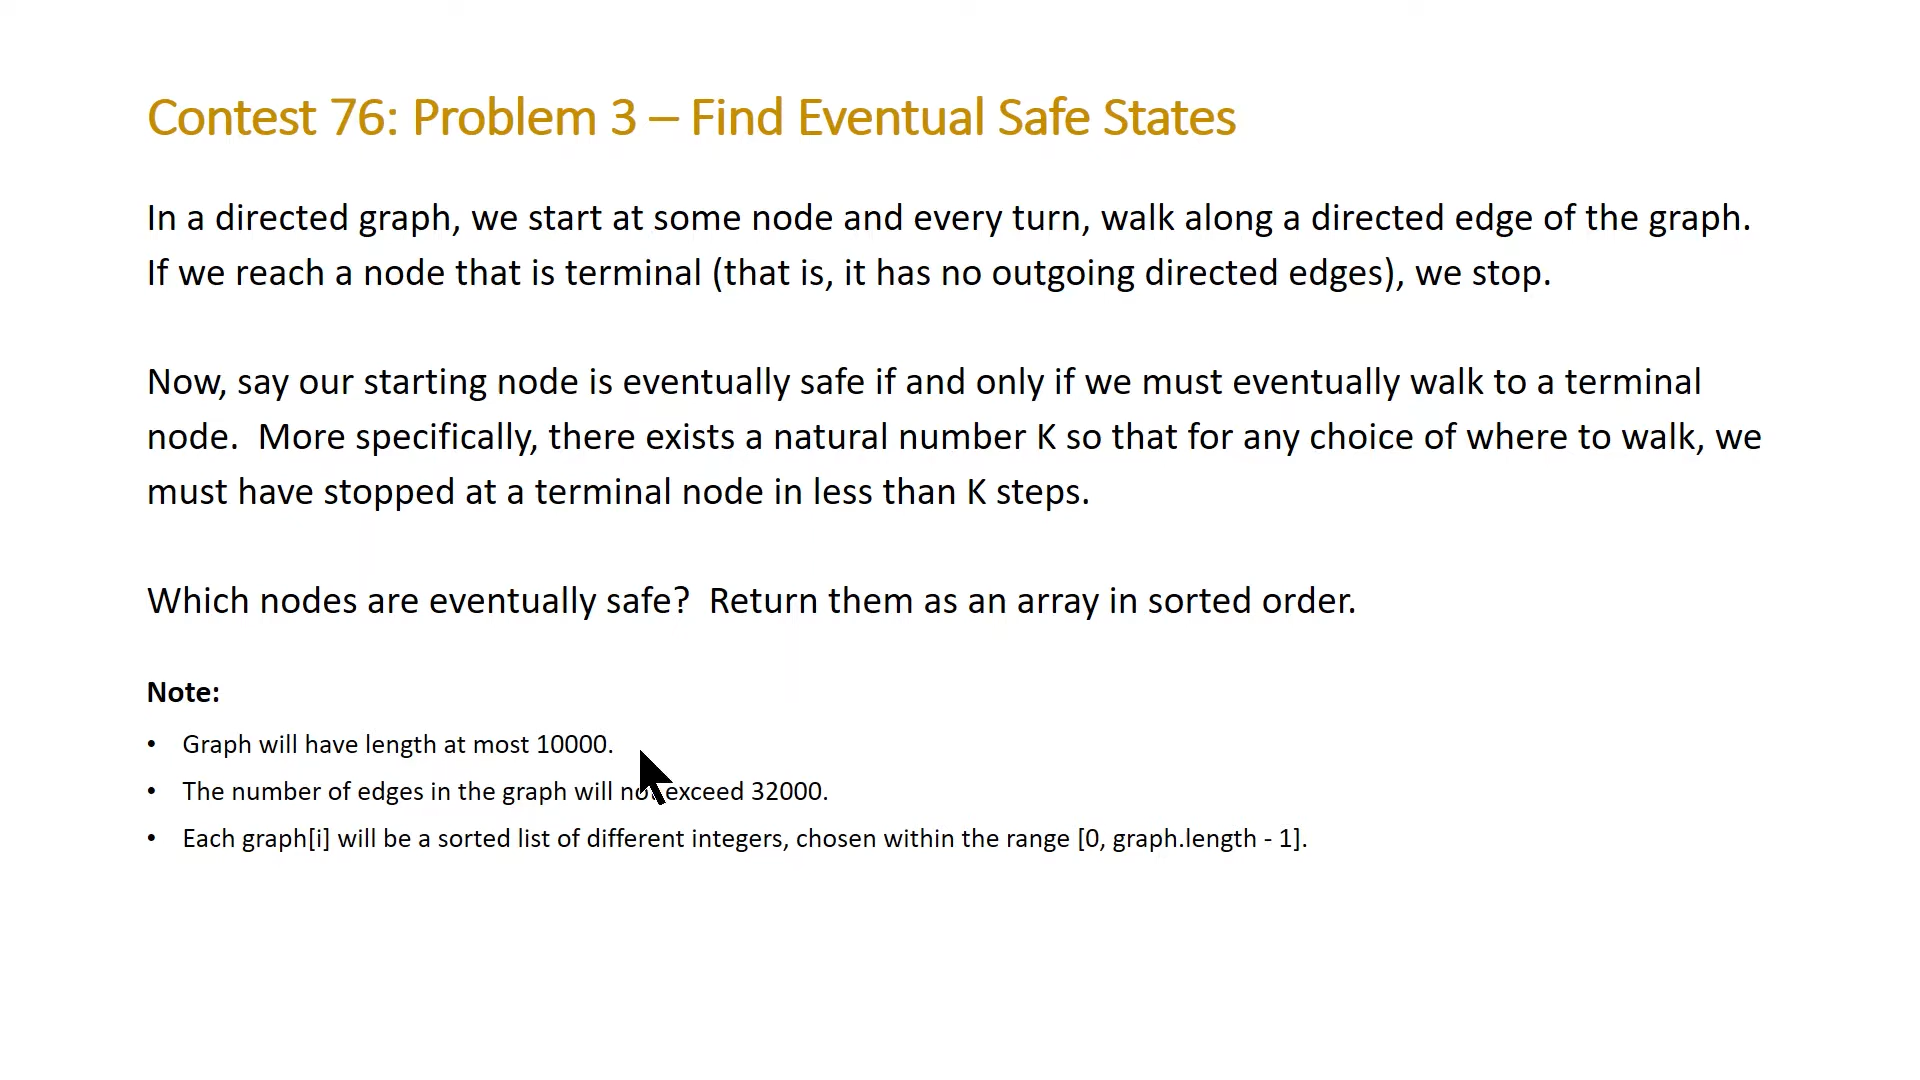 Contest 76: Problem 3 – Find Eventual Safe States
In a directed graph, we start at some node and every turn, walk along a directed edge of the graph.
If we reach a node that is terminal (that is, it has no outgoing directed edges), we stop.
Now, say our starting node is eventually safe if and only if we must eventually walk to a terminal
node.  More specifically, there exists a natural number K so that for any choice of where to walk, we
must have stopped at a terminal node in less than K steps.
Which nodes are eventually safe?  Return them as an array in sorted order.
Note:
• Graph will have length at most 10000.
• The number of edges in the graph will not exceed 32000.
• Each graph[i] will be a sorted list of different integers, chosen within the range [0, graph.length - 1].